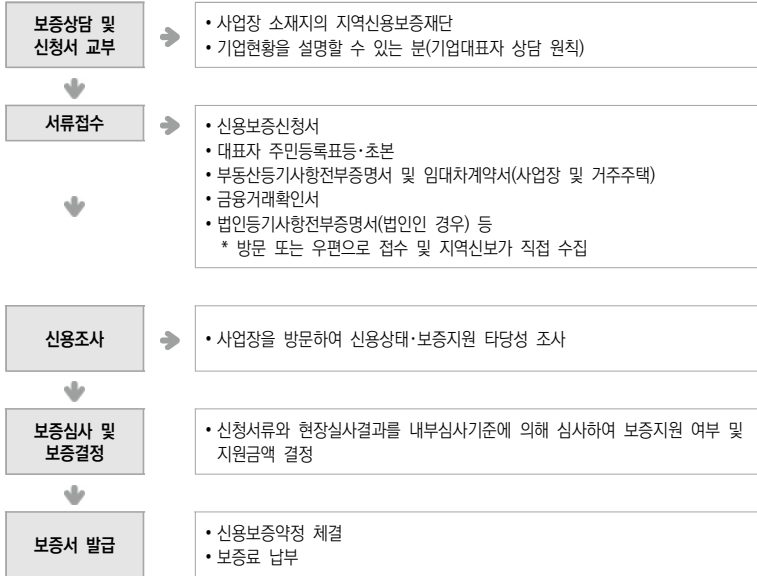 보증상담 및
신청서 교부
• 사업장 소재지의 지역신용보증재단
• 기업현황을 설명할 수 있는 분(기업대표자 상담 원칙)
서류접수
• 신용보증신청서
• 대표자 주민등록표등·초본
• 부동산등기사항전부증명서 및 임대차계약서(사업장 및 거주주택)
• 금융거래확인서
• 법인등기사항전부증명서(법인인 경우) 등
* 방문 또는 우편으로 접수 및 지역신보가 직접 수집
신용조사
• 사업장을 방문하여 신용상태·보증지원 타당성 조사
보증심사 및
보증결정
• 신청서류와 현장실사결과를 내부심사기준에 의해 심사하여 보증지원 여부 및
지원금액 결정
보증서 발급
• 신용보증약정 체결
• 보증료 납부